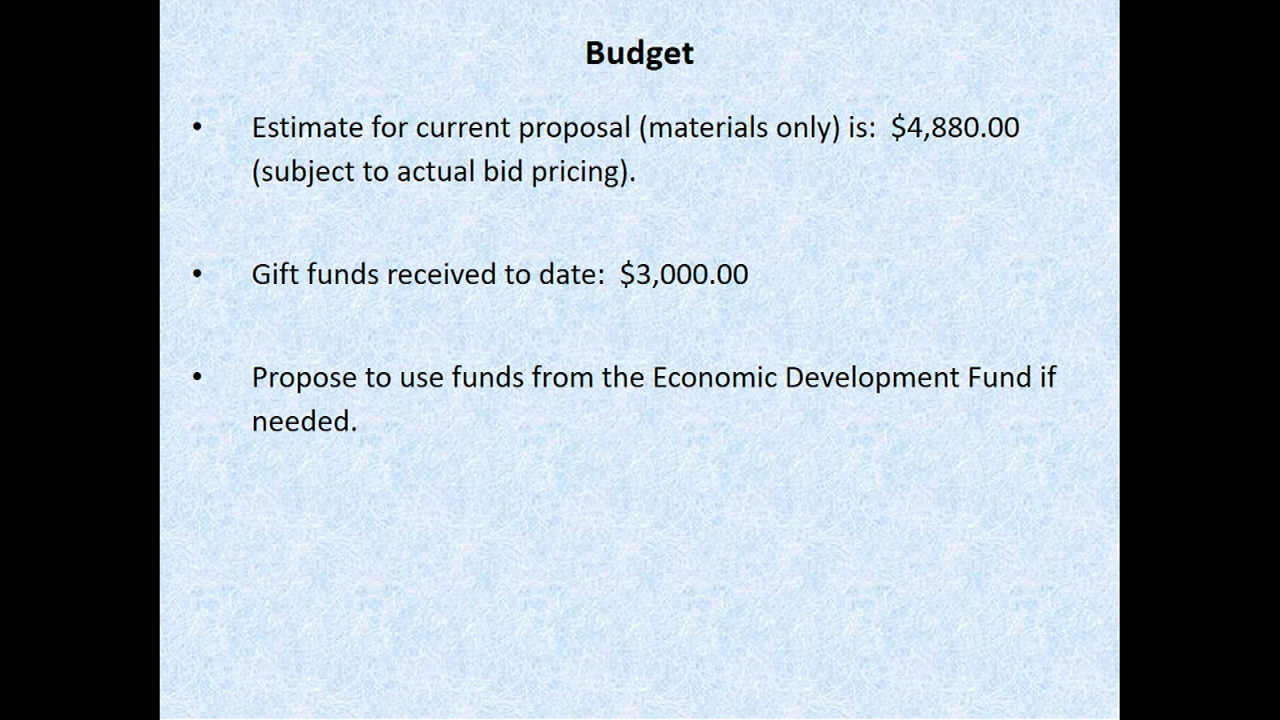 Budget
• Estimate for current proposal (materials only) is:  $4,880.00
(subject to actual bid pricing).
• Gift funds received to date:  $3,000.00
• Propose to use funds from the Economic Development Fund if
needed.